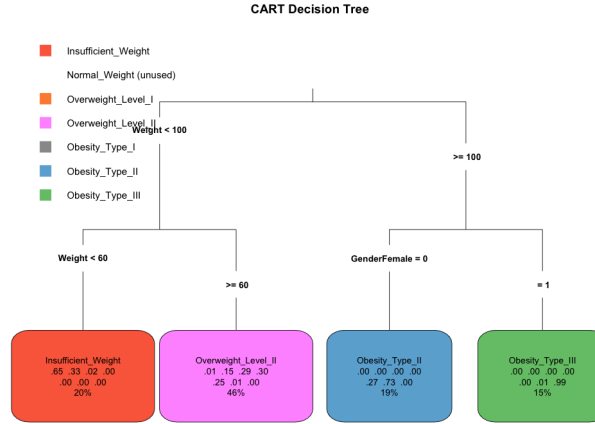 CART Decision Tree
Insufficient_Weight
Normal_Weight (unused)
Overweight_Level_I
Overweight_Level_II
Obesity_Type_I
Obesity_Type_II
Obesity_Type_III
Weight < 100
>= 100
Weight < 60
>= 60
GenderFemale = 0
= 1
Insufficient_Weight
.65 .33 .02 .00
.00 .00 .00
20%
Overweight_Level_II
.01 .15 .29 .30
.25 .01 .00
46%
Obesity_Type_II
.00 .00 .00 .00
.27 .73 .00
19%
Obesity_Type_III
.00 .00 .00 .00
.00 .01 .99
15%